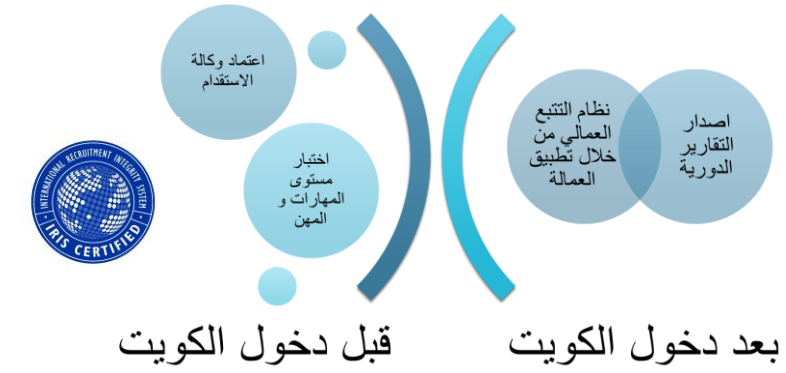 اعتماد وكالة
الاستقدام
اختبار
مستوى
المهارات و
المهن
INTERNATIONAL RECRUITMENT INTEGRITY SYSTEM
IRIS CERTIFIED
قبل دخول الكويت
نظام التتبع
العمالي من
خلال تطبيق
العمالة
اصدار
التقارير
الدورية
بعد دخول الكويت